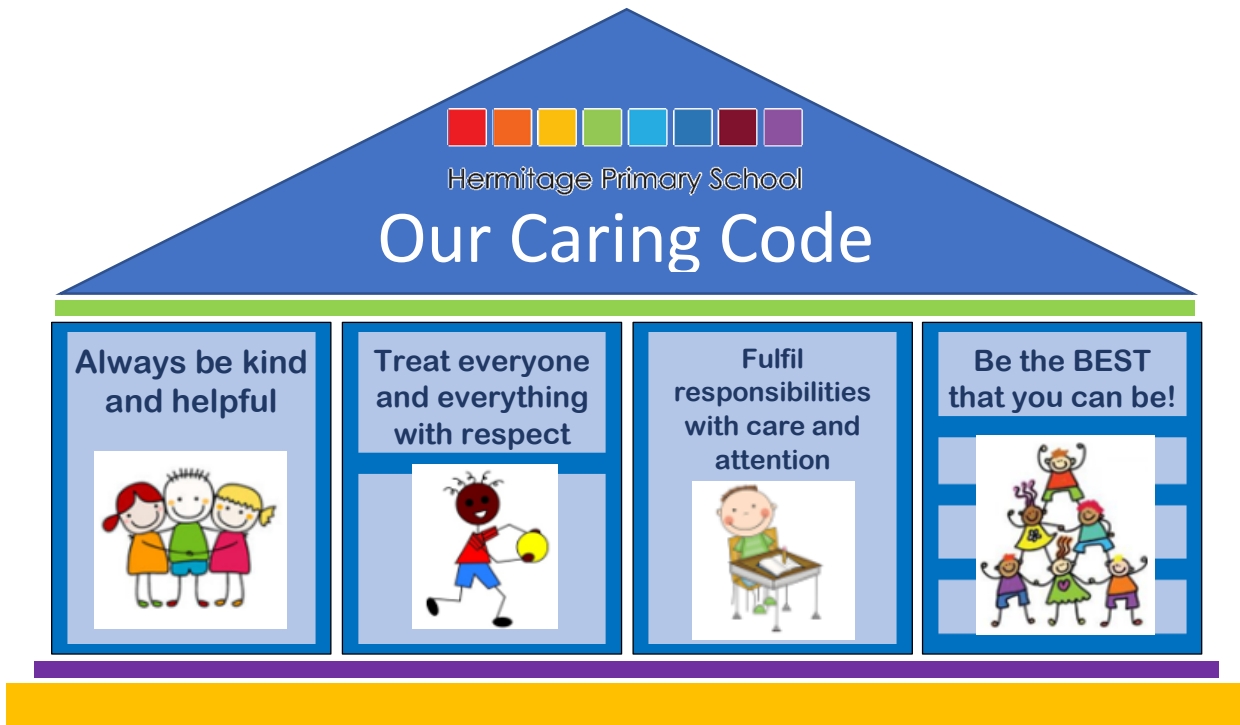 Hermitage Primary School
Our Caring Code
Always be kind
and helpful
Treat everyone
and everything
with respect
Fulfil
responsibilities
with care and
attention
Be the BEST
that you can be!